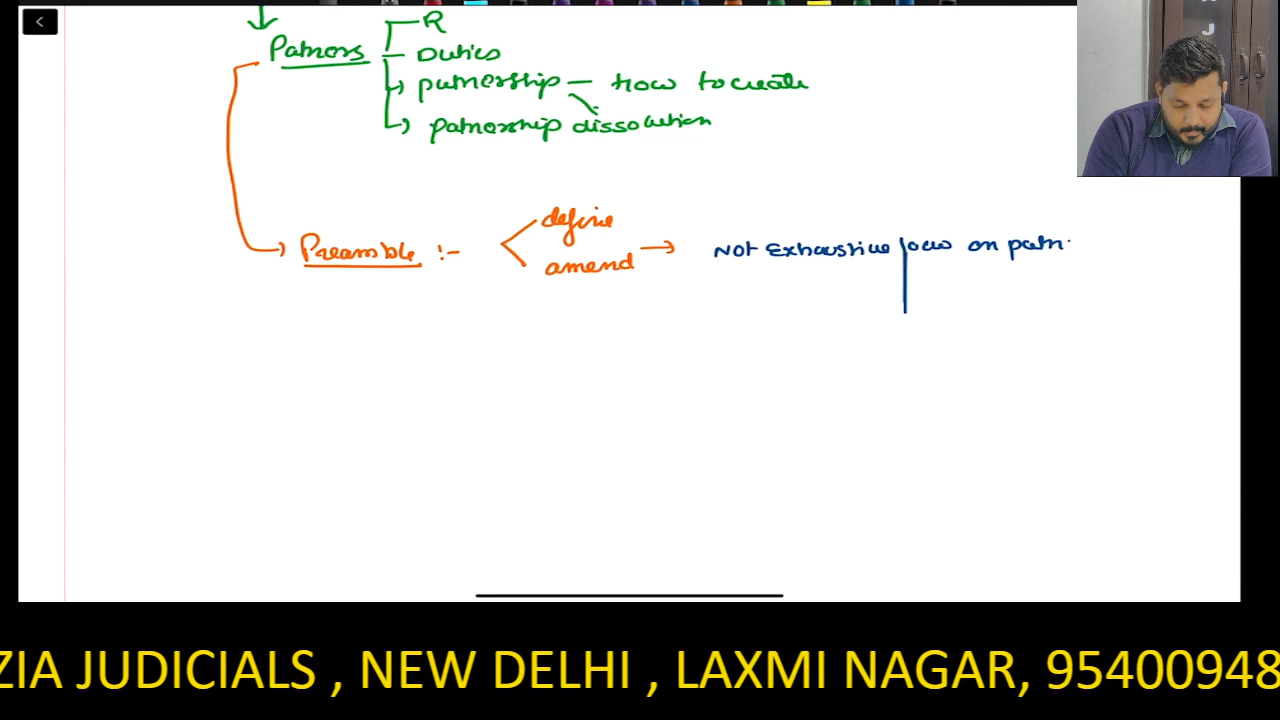 R
Patners
Duties
patnership — How to create
patnership dissolution
define
Preamble :-
amend → Not Exhaustive law on patn.
J
ZIA JUDICIALS , NEW DELHI , LAXMI NAGAR, 95400948